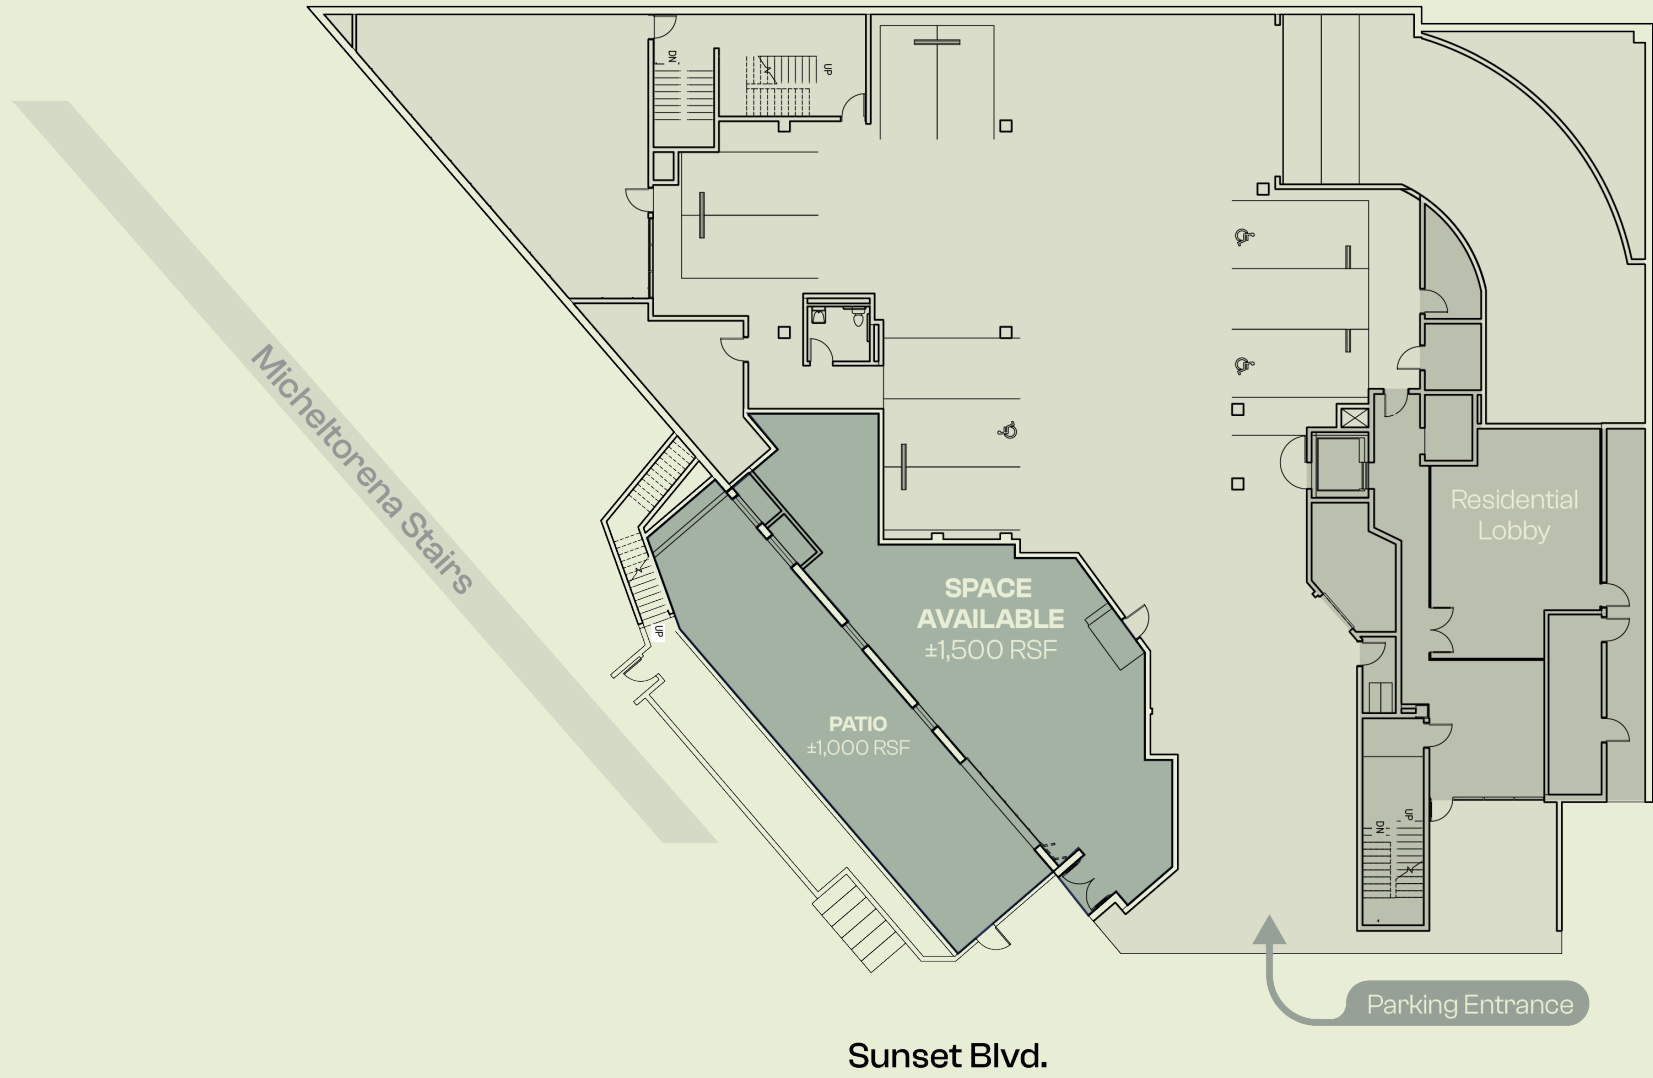 DN
UP
Micheltorena Stairs
Residential
Lobby
SPACE
AVAILABLE
±1,500 RSF
UP
PATIO
±1,000 RSF
UP
DN
Parking Entrance
Sunset Blvd.